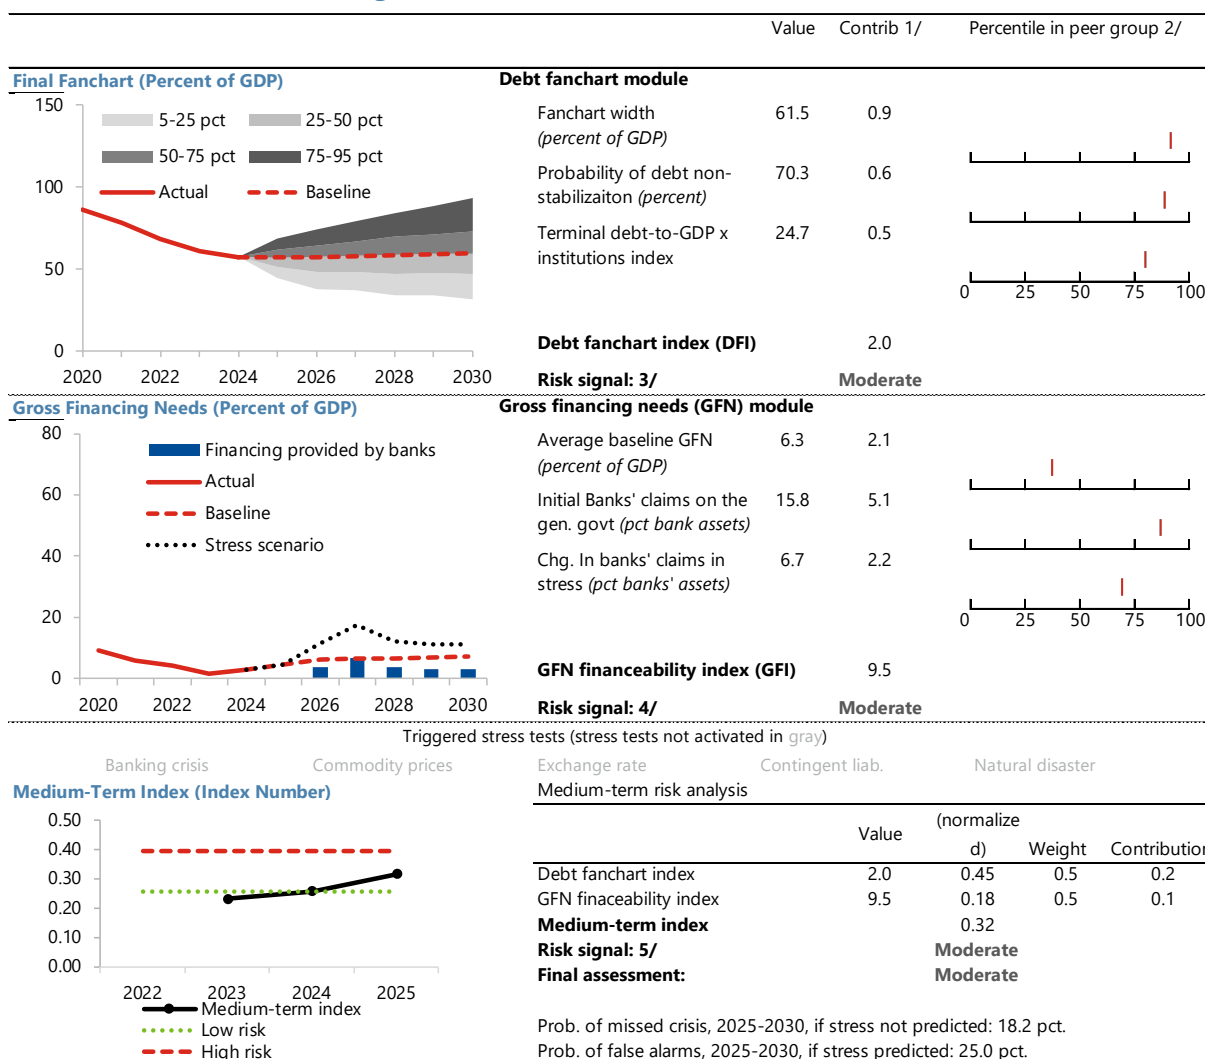 Value Contrib 1/ Percentile in peer group 2/
Final Fanchart (Percent of GDP)
150
100
50
0
5-25 pct 25-50 pct
50-75 pct 75-95 pct
Actual Baseline
2020 2022 2024 2026 2028 2030
Debt fanchart module
Fanchart width 61.5 0.9
(percent of GDP)
Probability of debt non- 70.3 0.6
stabilizaiton (percent)
Terminal debt-to-GDP x 24.7 0.5
institutions index
0 25 50 75 100
Debt fanchart index (DFI) 2.0
Risk signal: 3/ Moderate
Gross Financing Needs (Percent of GDP)
80
60
40
20
0
Financing provided by banks
Actual
Baseline
Stress scenario
2020 2022 2024 2026 2028 2030
Gross financing needs (GFN) module
Average baseline GFN 6.3 2.1
(percent of GDP)
Initial Banks' claims on the 15.8 5.1
gen. govt (pct bank assets)
Chg. In banks' claims in 6.7 2.2
stress (pct banks' assets)
0 25 50 75 100
GFN financeability index (GFI) 9.5
Risk signal: 4/ Moderate
Triggered stress tests (stress tests not activated in gray)
Banking crisis Commodity prices Exchange rate Contingent liab. Natural disaster
Medium-Term Index (Index Number)
0.50
0.40
0.30
0.20
0.10
0.00
2022 2023 2024 2025
Medium-term index
Low risk
High risk
Medium-term risk analysis
Value (normalize
d) Weight Contribution
Debt fanchart index 2.0 0.45 0.5 0.2
GFN finaceability index 9.5 0.18 0.5 0.1
Medium-term index 0.32
Risk signal: 5/ Moderate
Final assessment: Moderate
Prob. of missed crisis, 2025-2030, if stress not predicted: 18.2 pct.
Prob. of false alarms, 2025-2030, if stress predicted: 25.0 pct.